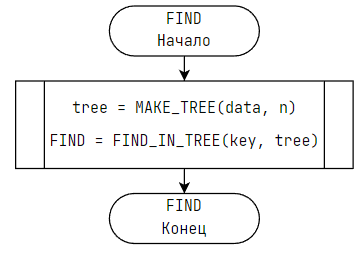 FIND
Начало
tree = MAKE_TREE(data, n)
FIND = FIND_IN_TREE(key, tree)
FIND
Конец